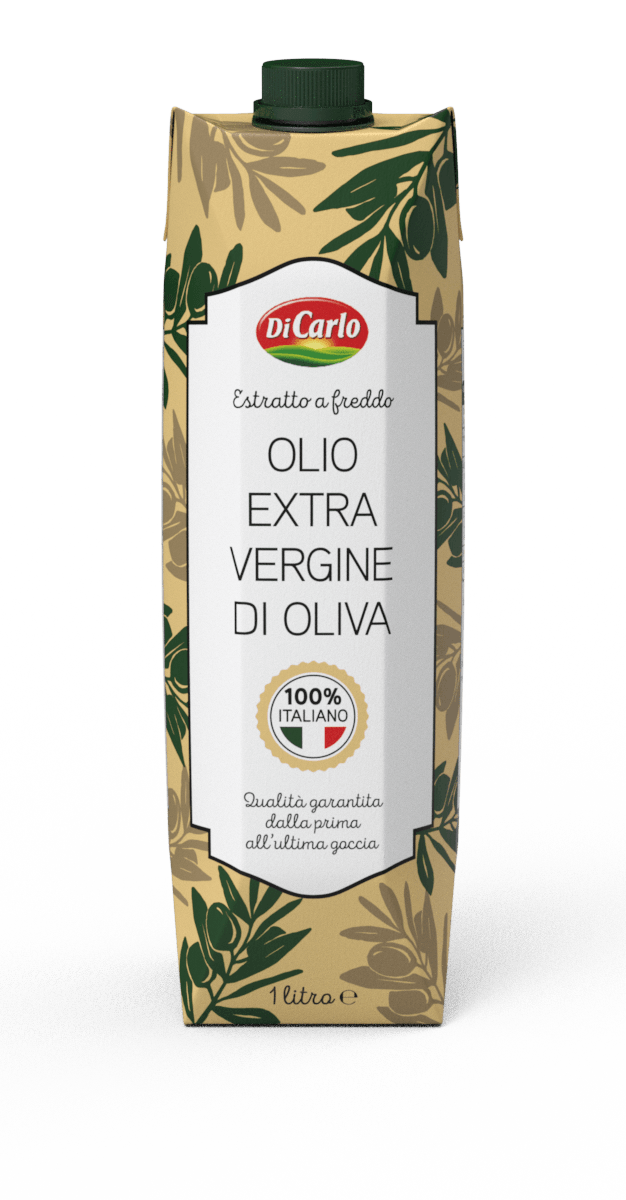 DiCarlo
Estratto a freddo
OLIO
EXTRA
VERGINE
DI OLIVA
100%
ITALIANO
Qualità garantita
dalla prima
all'ultima goccia
1 litro ℮